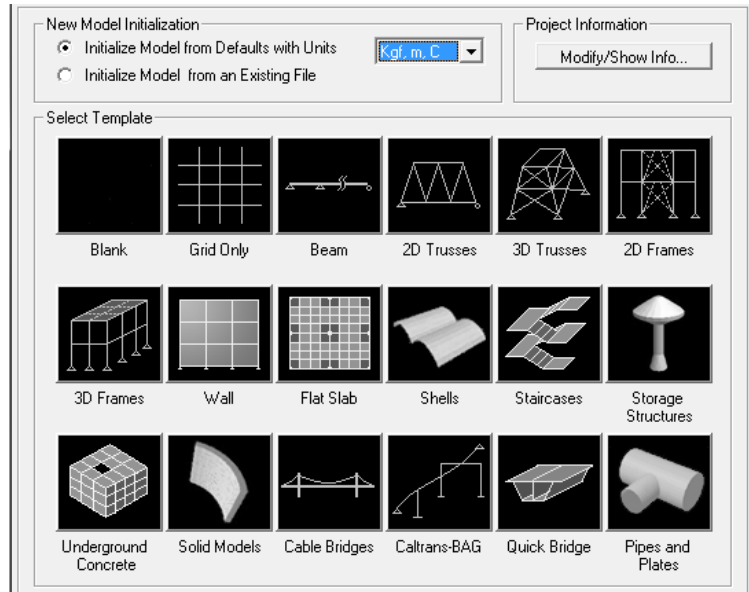 New Model Initialization
Initialize Model from Defaults with Units
Kgf, m, C
Initialize Model from an Existing File
Project Information
Modify/Show Info...
Select Template
Blank
Grid Only
Beam
2D Trusses
3D Trusses
2D Frames
3D Frames
Wall
Flat Slab
Shells
Staircases
Storage
Structures
Underground
Concrete
Solid Models
Cable Bridges
Caltrans-BAG
Quick Bridge
Pipes and
Plates